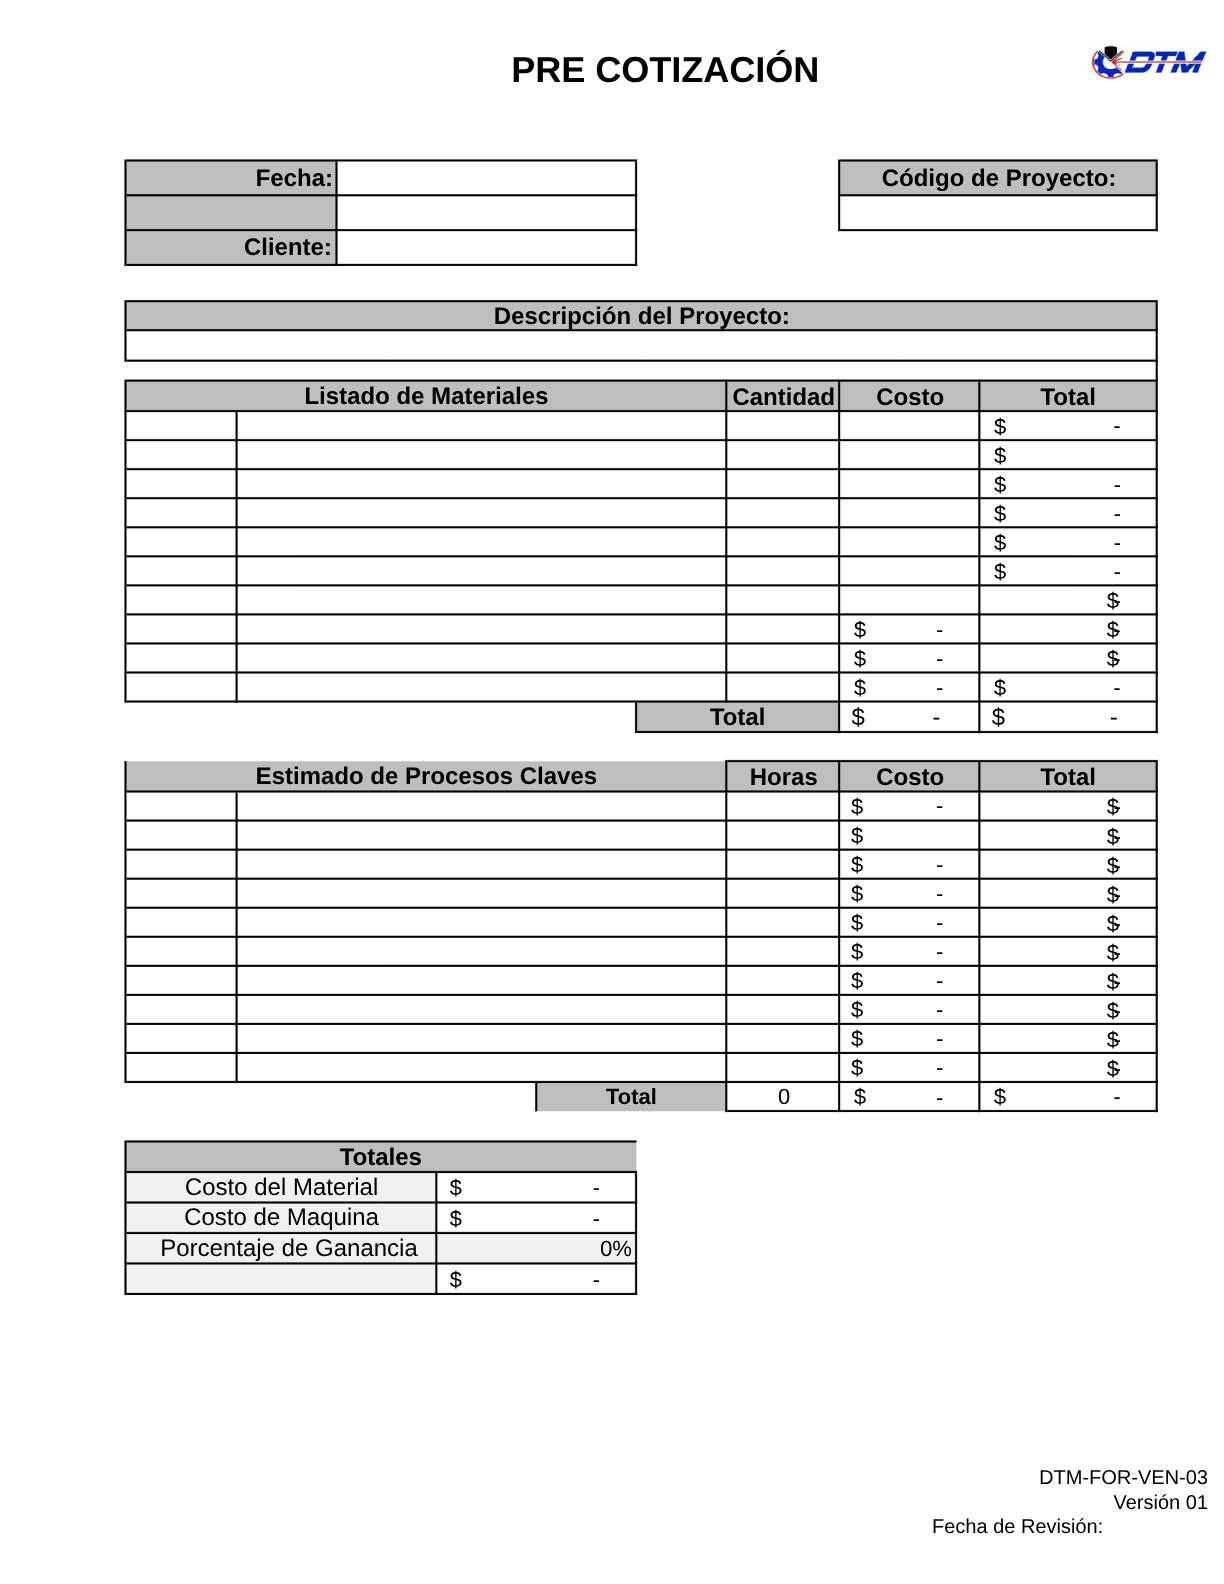 PRE COTIZACIÓN
DTM
Fecha:
Código de Proyecto:
Cliente:
Descripción del Proyecto:
Listado de Materiales Cantidad Costo Total
$ -
$
$ -
$ -
$ -
$ -
$-
$ - $-
$ - $-
$ - $ -
Total $ - $ -
Estimado de Procesos Claves Horas Costo Total
$ - $-
$ $-
$ - $-
$ - $-
$ - $-
$ - $-
$ - $-
$ - $-
$ - $-
$ - $-
Total 0 $ - $ -
Totales
Costo del Material $ -
Costo de Maquina $ -
Porcentaje de Ganancia 0%
$ -
DTM-FOR-VEN-03
Versión 01
Fecha de Revisión: